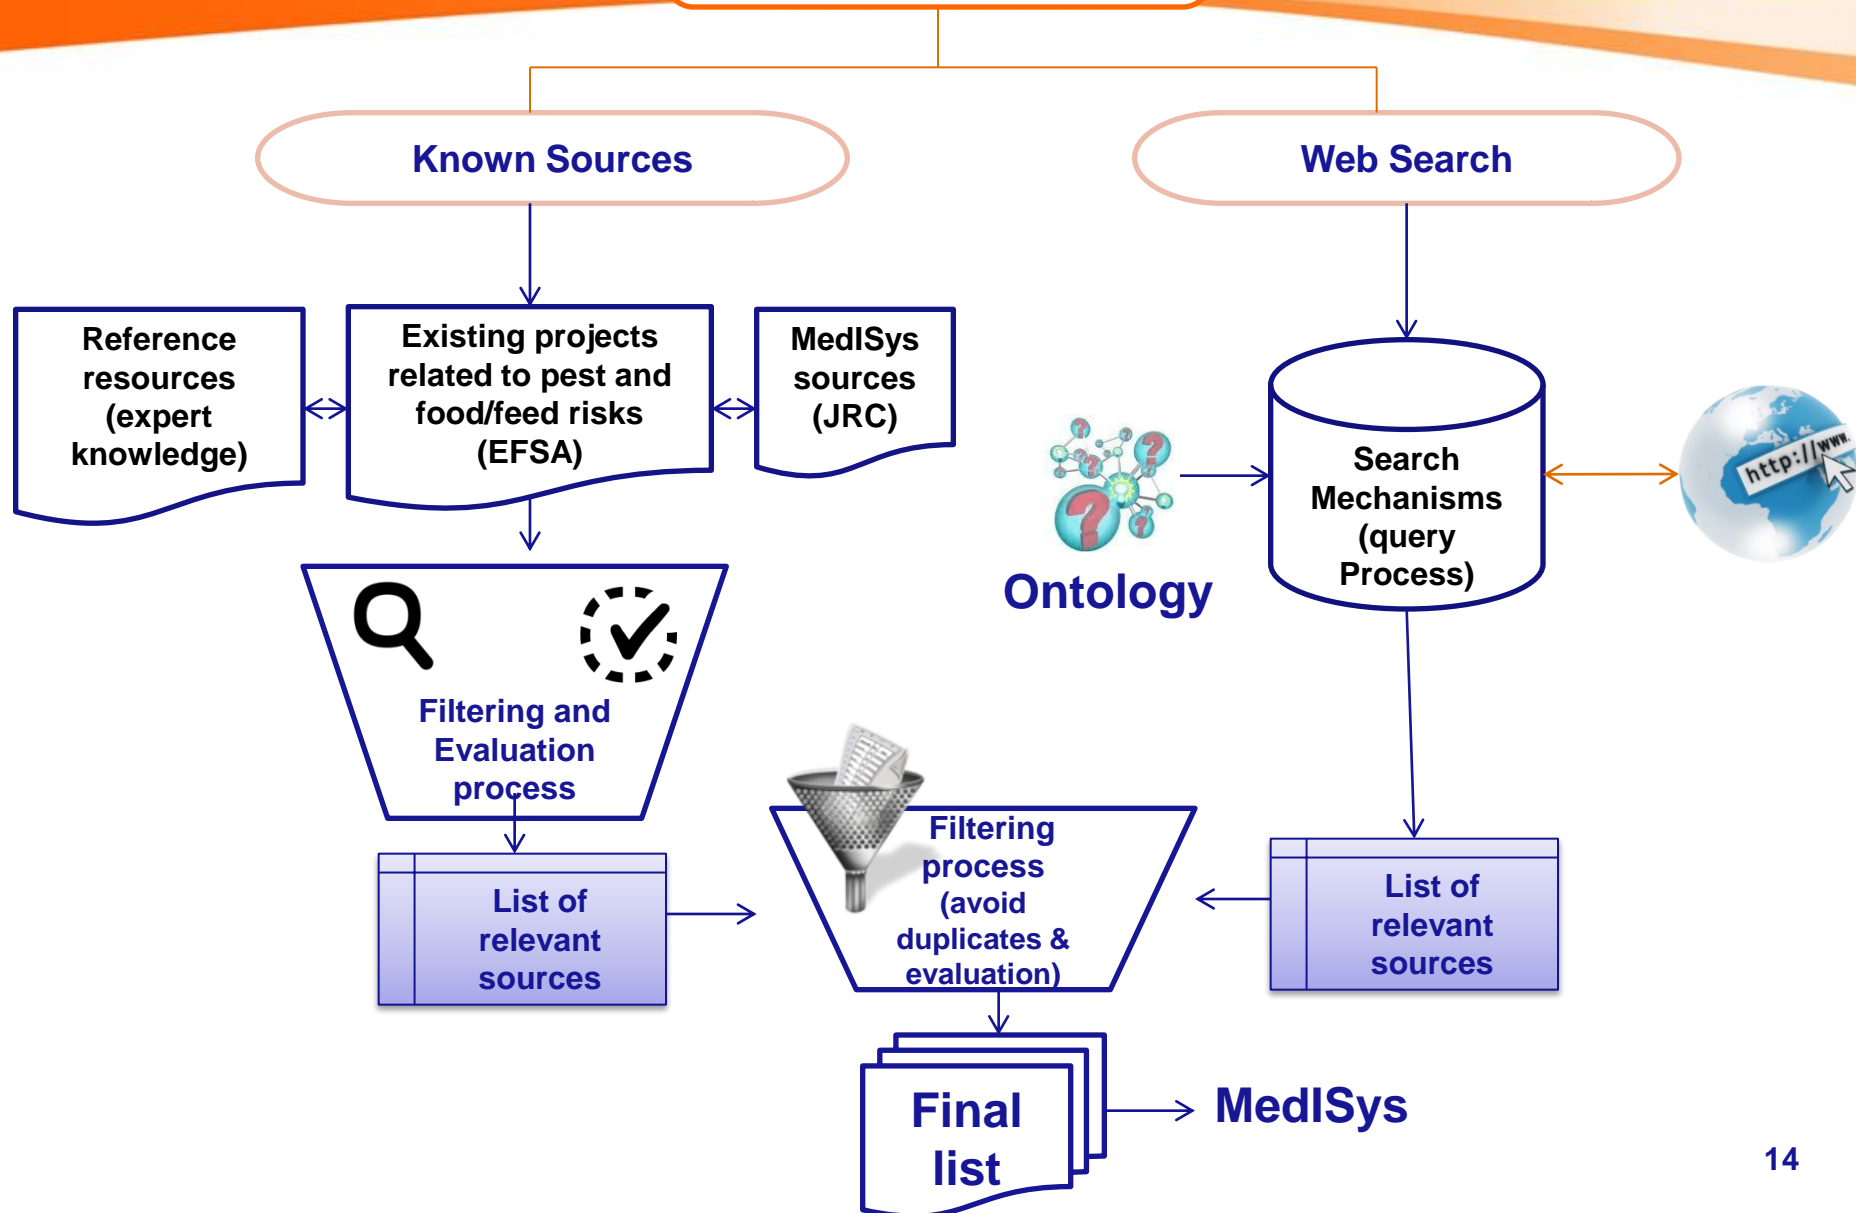 Known Sources
Web Search
Reference
resources
(expert
knowledge)
Existing projects
related to pest and
food/feed risks
(EFSA)
MedISys
sources
(JRC)
Search
Mechanisms
(query
Process)
http://www.
Ontology
Filtering and
Evaluation
process
Filtering
process
(avoid
duplicates &
evaluation)
List of
relevant
sources
List of
relevant
sources
Final
list
MedISys
14